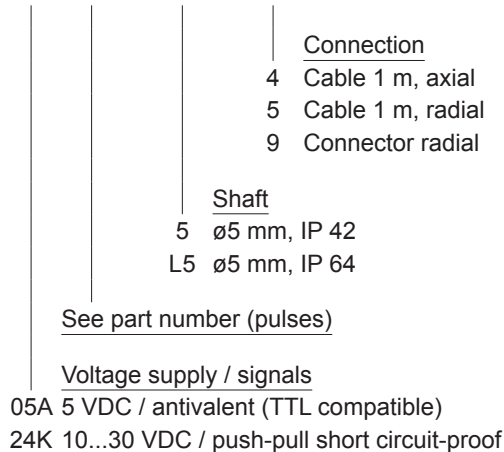 Connection
4 Cable 1 m, axial
5 Cable 1 m, radial
9 Connector radial
Shaft
5 ø5 mm, IP 42
L5 ø5 mm, IP 64
See part number (pulses)
Voltage supply / signals
05A 5 VDC / antivalent (TTL compatible)
24K 10...30 VDC / push-pull short circuit-proof